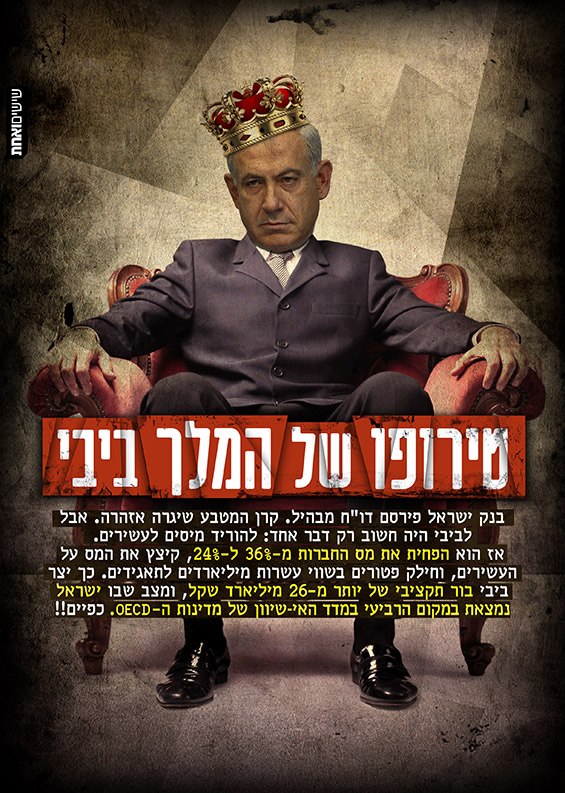 שישים ואחת
טירופו של המלך ביבי
בנק ישראל פירסם דו"ח מבהיל. קרן המטבע שיגרה אזהרה. אבל
לביבי היה חשוב רק דבר אחד: להוריד מיסים לעשירים.
אז הוא הפחית את מס החברות מ-36% ל-24%, קיצץ את המס על
העשירים, וחילק פטורים בשווי עשרות מיליארדים לתאגידים. כך יצר
ביבי בור תקציבי של יותר מ-26 מיליארד שקל, ומצב שבו ישראל
נמצאת במקום הרביעי במדד האי-שיוון של מדינות ה-OECD. כפיים!!